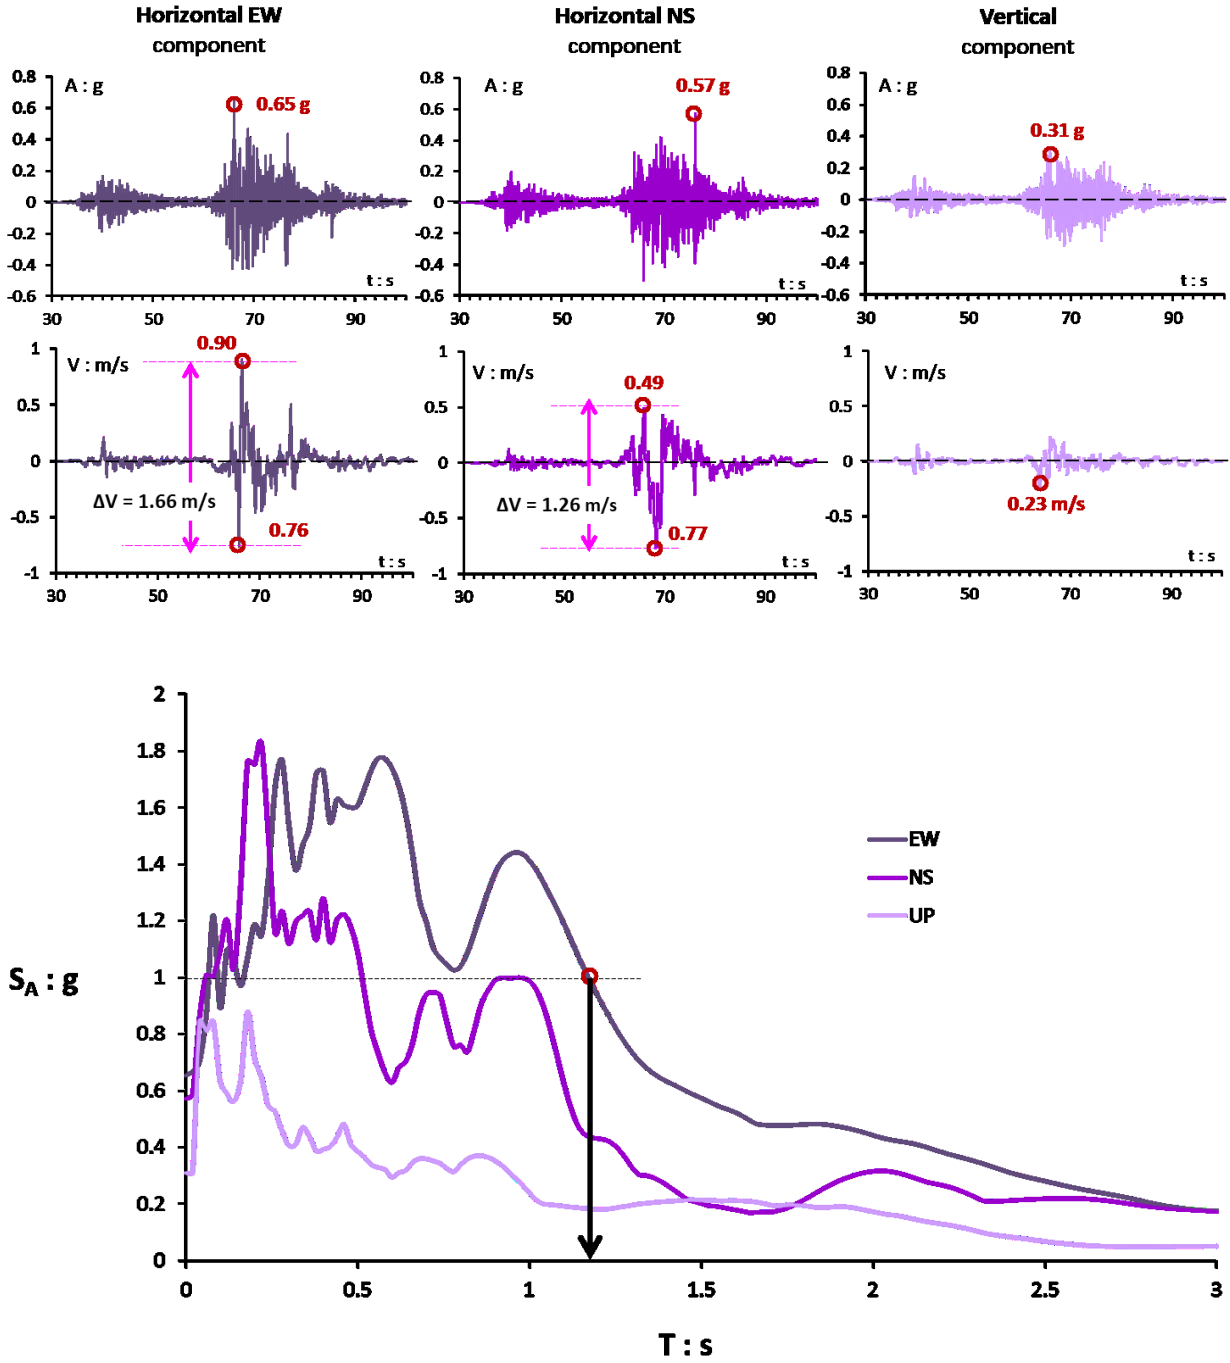 Horizontal EW
component
Horizontal NS
component
Vertical
component
0.8
0.6
0.4
0.2
0
-0.2
-0.4
-0.6
A : g
0.65 g
t : s
30 50 70 90
0.8
0.6
0.4
0.2
0
-0.2
-0.4
-0.6
A : g
0.57 g
t : s
30 50 70 90
0.8
0.6
0.4
0.2
0
-0.2
-0.4
-0.6
A : g
0.31 g
t : s
30 50 70 90
1
0.5
0
-0.5
-1
V : m/s
0.90
ΔV = 1.66 m/s
0.76
t : s
30 50 70 90
1
0.5
0
-0.5
-1
V : m/s
0.49
ΔV = 1.26 m/s
0.77
t : s
30 50 70 90
1
0.5
0
-0.5
-1
V : m/s
0.23 m/s
t : s
30 50 70 90
2
1.8
1.6
1.4
1.2
1
0.8
0.6
0.4
0.2
0
SA : g
EW
NS
UP
0 0.5 1 1.5 2 2.5 3
T : s